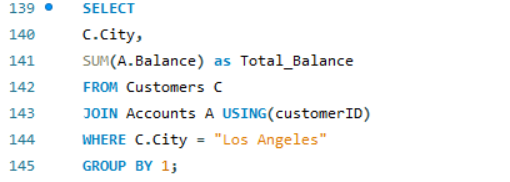 139 SELECT
140 C.City,
141 SUM(A.Balance) as Total_Balance
142 FROM Customers C
143 JOIN Accounts A USING(customerID)
144 WHERE C.City = "Los Angeles"
145 GROUP BY 1;